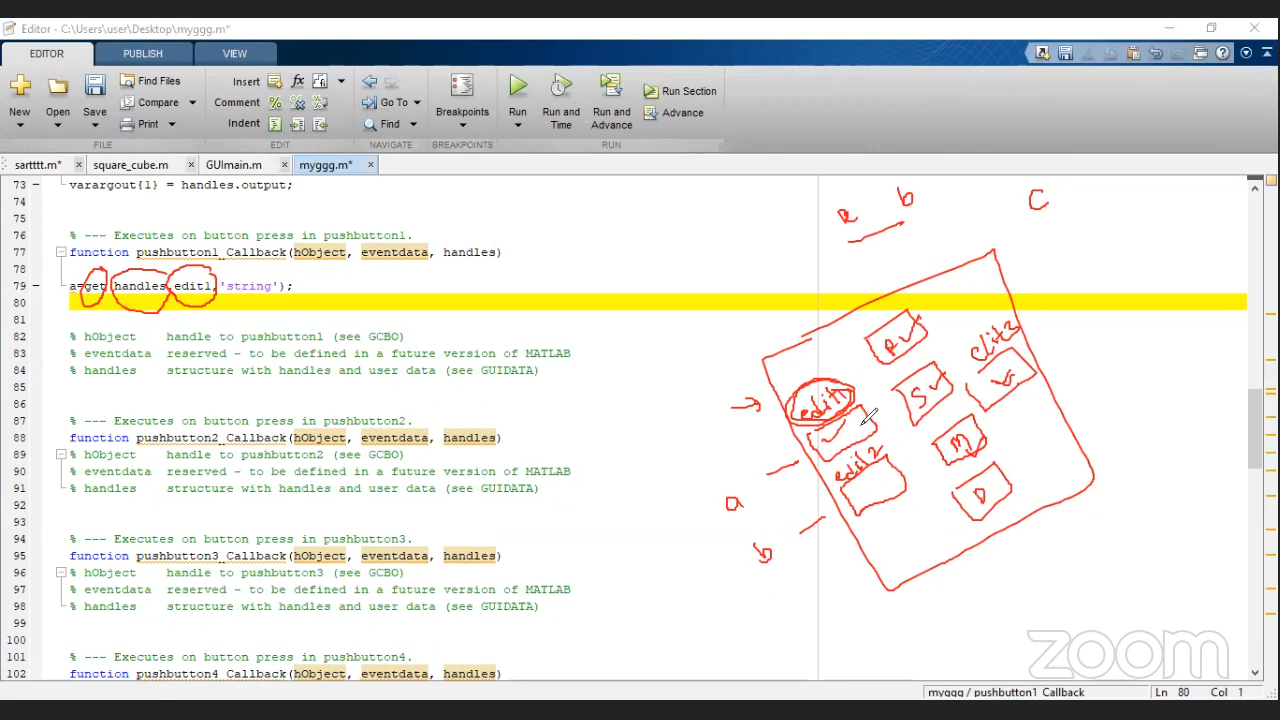 Editor - C:\Users\user\Desktop\myggg.m*
EDITOR PUBLISH VIEW
New Open Save Find Files Compare Print
Insert Comment Indent
Go To Find
Breakpoints
Run Run and Time Run and Advance Run Section Advance
FILE EDIT NAVIGATE BREAKPOINTS RUN
sartttt.m* square_cube.m GUImain.m myggg.m*
73 varargout{1} = handles.output;
74
75
76 % --- Executes on button press in pushbutton1.
77 function pushbutton1_Callback(hObject, eventdata, handles)
78
79 a=get(handles.edit1,'string');
80
81
82 % hObject    handle to pushbutton1 (see GCBO)
83 % eventdata  reserved - to be defined in a future version of MATLAB
84 % handles    structure with handles and user data (see GUIDATA)
85
86
87 % --- Executes on button press in pushbutton2.
88 function pushbutton2_Callback(hObject, eventdata, handles)
89 % hObject    handle to pushbutton2 (see GCBO)
90 % eventdata  reserved - to be defined in a future version of MATLAB
91 % handles    structure with handles and user data (see GUIDATA)
92
93
94 % --- Executes on button press in pushbutton3.
95 function pushbutton3_Callback(hObject, eventdata, handles)
96 % hObject    handle to pushbutton3 (see GCBO)
97 % eventdata  reserved - to be defined in a future version of MATLAB
98 % handles    structure with handles and user data (see GUIDATA)
99
100
101 % --- Executes on button press in pushbutton4.
102 function pushbutton4_Callback(hObject, eventdata, handles)
b
C
edit1
edit2
a
b
S
M
D
zoom
myggg / pushbutton1_Callback Ln 80 Col 1